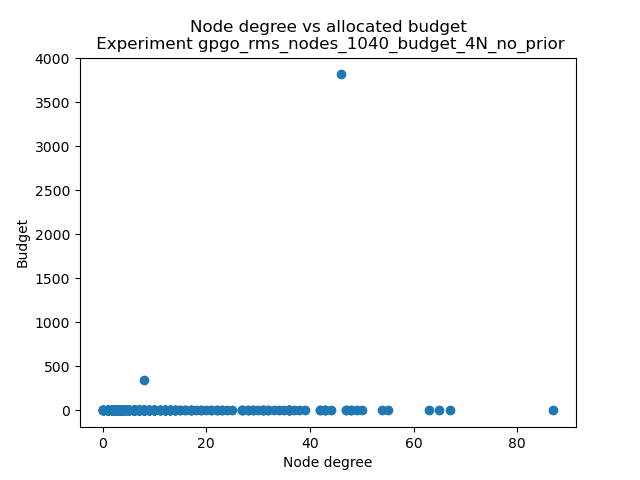 Node degree vs allocated budget
Experiment gpgo_rms_nodes_1040_budget_4N_no_prior
4000
3500
3000
2500
2000
1500
1000
500
0
Budget
0 20 40 60 80
Node degree